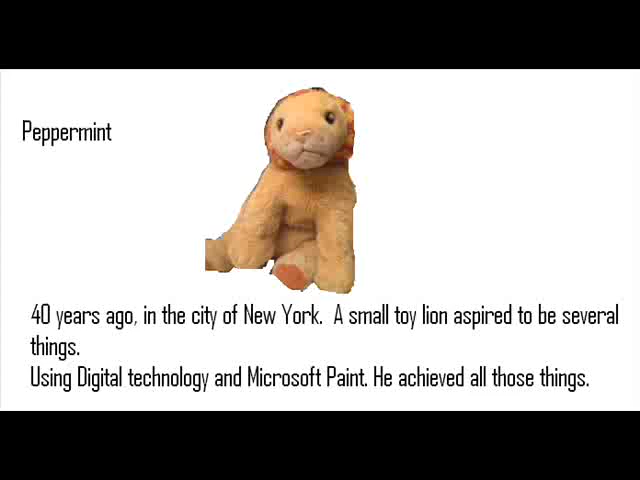 Peppermint
40 years ago, in the city of New York.  A small toy lion aspired to be several
things.
Using Digital technology and Microsoft Paint. He achieved all those things.